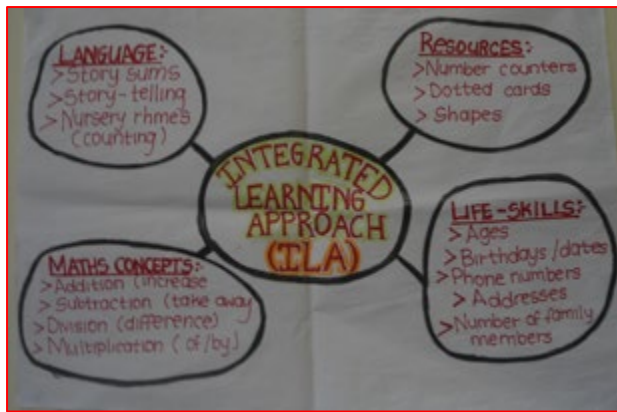 LANGUAGE:-
>Story sums
>Story-telling
>Nursery rhymes
(counting)
RESOURCES:-
>Number counters
>Dotted cards
>Shapes
INTEGRATED
LEARNING
APPROACH
(ILA)
MATHS CONCEPTS:-
>Addition (increase
>Subtraction (take away
>Division (difference)
>Multiplication (of/by)
LIFE-SKILLS:-
>Ages
>Birthdays/dates
>Phone numbers
>Addresses
>Number of family
members